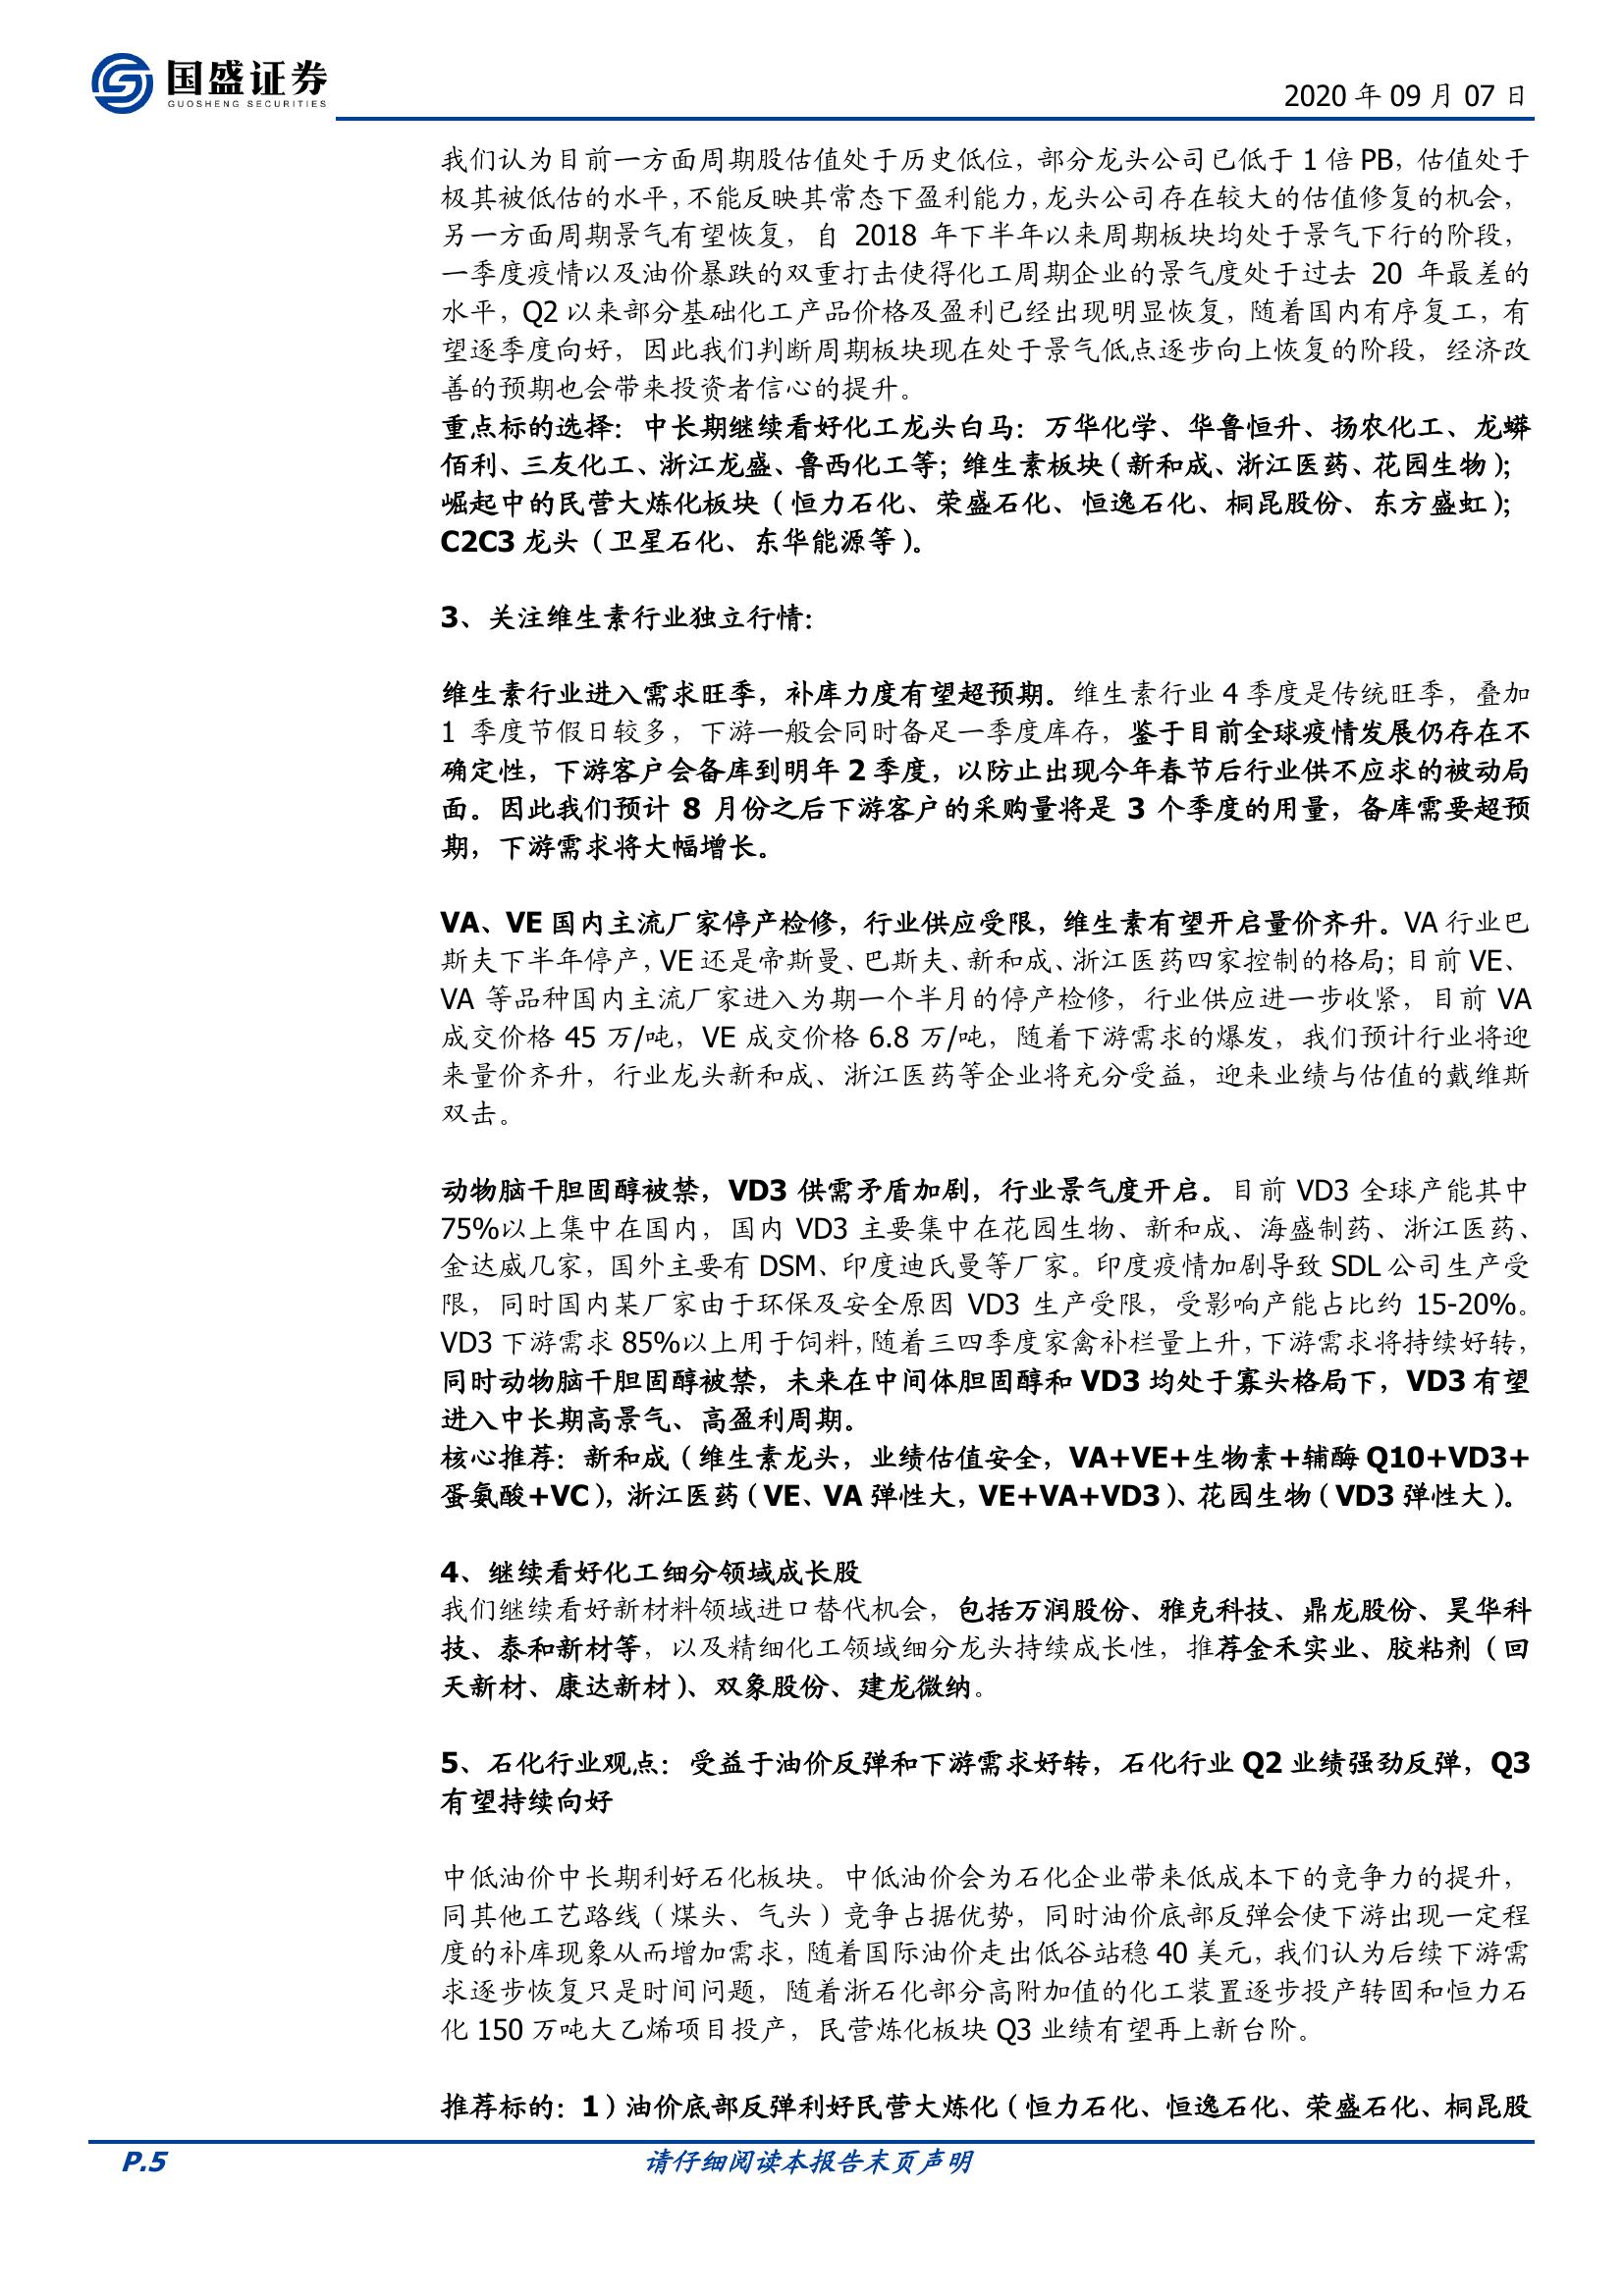 国盛证券
GUOSHENG SECURITIES
2020 年 09 月 07 日
我们认为目前一方面周期股估值处于历史低位，部分龙头公司已低于 1 倍 PB，估值处于
极其被低估的水平，不能反映其常态下盈利能力，龙头公司存在较大的估值修复的机会，
另一方面周期景气有望恢复，自 2018 年下半年以来周期板块均处于景气下行的阶段，
一季度疫情以及油价暴跌的双重打击使得化工周期企业的景气度处于过去 20 年最差的
水平，Q2 以来部分基础化工产品价格及盈利已经出现明显恢复，随着国内有序复工，有
望逐季度向好，因此我们判断周期板块现在处于景气低点逐步向上恢复的阶段，经济改
善的预期也会带来投资者信心的提升。
重点标的选择：中长期继续看好化工龙头白马：万华化学、华鲁恒升、扬农化工、龙蟒
佰利、三友化工、浙江龙盛、鲁西化工等；维生素板块（新和成、浙江医药、花园生物）；
崛起中的民营大炼化板块（恒力石化、荣盛石化、恒逸石化、桐昆股份、东方盛虹）；
C2C3 龙头（卫星石化、东华能源等）。
3、关注维生素行业独立行情：
维生素行业进入需求旺季，补库力度有望超预期。维生素行业 4 季度是传统旺季，叠加
1 季度节假日较多，下游一般会同时备足一季度库存，鉴于目前全球疫情发展仍存在不
确定性，下游客户会备库到明年 2 季度，以防止出现今年春节后行业供不应求的被动局
面。因此我们预计 8 月份之后下游客户的采购量将是 3 个季度的用量，备库需要超预
期，下游需求将大幅增长。
VA、VE 国内主流厂家停产检修，行业供应受限，维生素有望开启量价齐升。VA 行业巴
斯夫下半年停产，VE 还是帝斯曼、巴斯夫、新和成、浙江医药四家控制的格局；目前 VE、
VA 等品种国内主流厂家进入为期一个半月的停产检修，行业供应进一步收紧，目前 VA
成交价格 45 万/吨，VE 成交价格 6.8 万/吨，随着下游需求的爆发，我们预计行业将迎
来量价齐升，行业龙头新和成、浙江医药等企业将充分受益，迎来业绩与估值的戴维斯
双击。
动物脑干胆固醇被禁，VD3 供需矛盾加剧，行业景气度开启。目前 VD3 全球产能其中
75%以上集中在国内，国内 VD3 主要集中在花园生物、新和成、海盛制药、浙江医药、
金达威几家，国外主要有 DSM、印度迪氏曼等厂家。印度疫情加剧导致 SDL 公司生产受
限，同时国内某厂家由于环保及安全原因 VD3 生产受限，受影响产能占比约 15-20%。
VD3 下游需求 85%以上用于饲料，随着三四季度家禽补栏量上升，下游需求将持续好转，
同时动物脑干胆固醇被禁，未来在中间体胆固醇和 VD3 均处于寡头格局下，VD3 有望
进入中长期高景气、高盈利周期。
核心推荐：新和成（维生素龙头，业绩估值安全，VA+VE+生物素+辅酶 Q10+VD3+
蛋氨酸+VC），浙江医药（VE、VA 弹性大，VE+VA+VD3）、花园生物（VD3 弹性大）。
4、继续看好化工细分领域成长股
我们继续看好新材料领域进口替代机会，包括万润股份、雅克科技、鼎龙股份、昊华科
技、泰和新材等，以及精细化工领域细分龙头持续成长性，推荐金禾实业、胶粘剂（回
天新材、康达新材）、双象股份、建龙微纳。
5、石化行业观点：受益于油价反弹和下游需求好转，石化行业 Q2 业绩强劲反弹，Q3
有望持续向好
中低油价中长期利好石化板块。中低油价会为石化企业带来低成本下的竞争力的提升，
同其他工艺路线（煤头、气头）竞争占据优势，同时油价底部反弹会使下游出现一定程
度的补库现象从而增加需求，随着国际油价走出低谷站稳 40 美元，我们认为后续下游需
求逐步恢复只是时间问题，随着浙石化部分高附加值的化工装置逐步投产转固和恒力石
化 150 万吨大乙烯项目投产，民营炼化板块 Q3 业绩有望再上新台阶。
推荐标的：1）油价底部反弹利好民营大炼化（恒力石化、恒逸石化、荣盛石化、桐昆股
P.5
请仔细阅读本报告末页声明